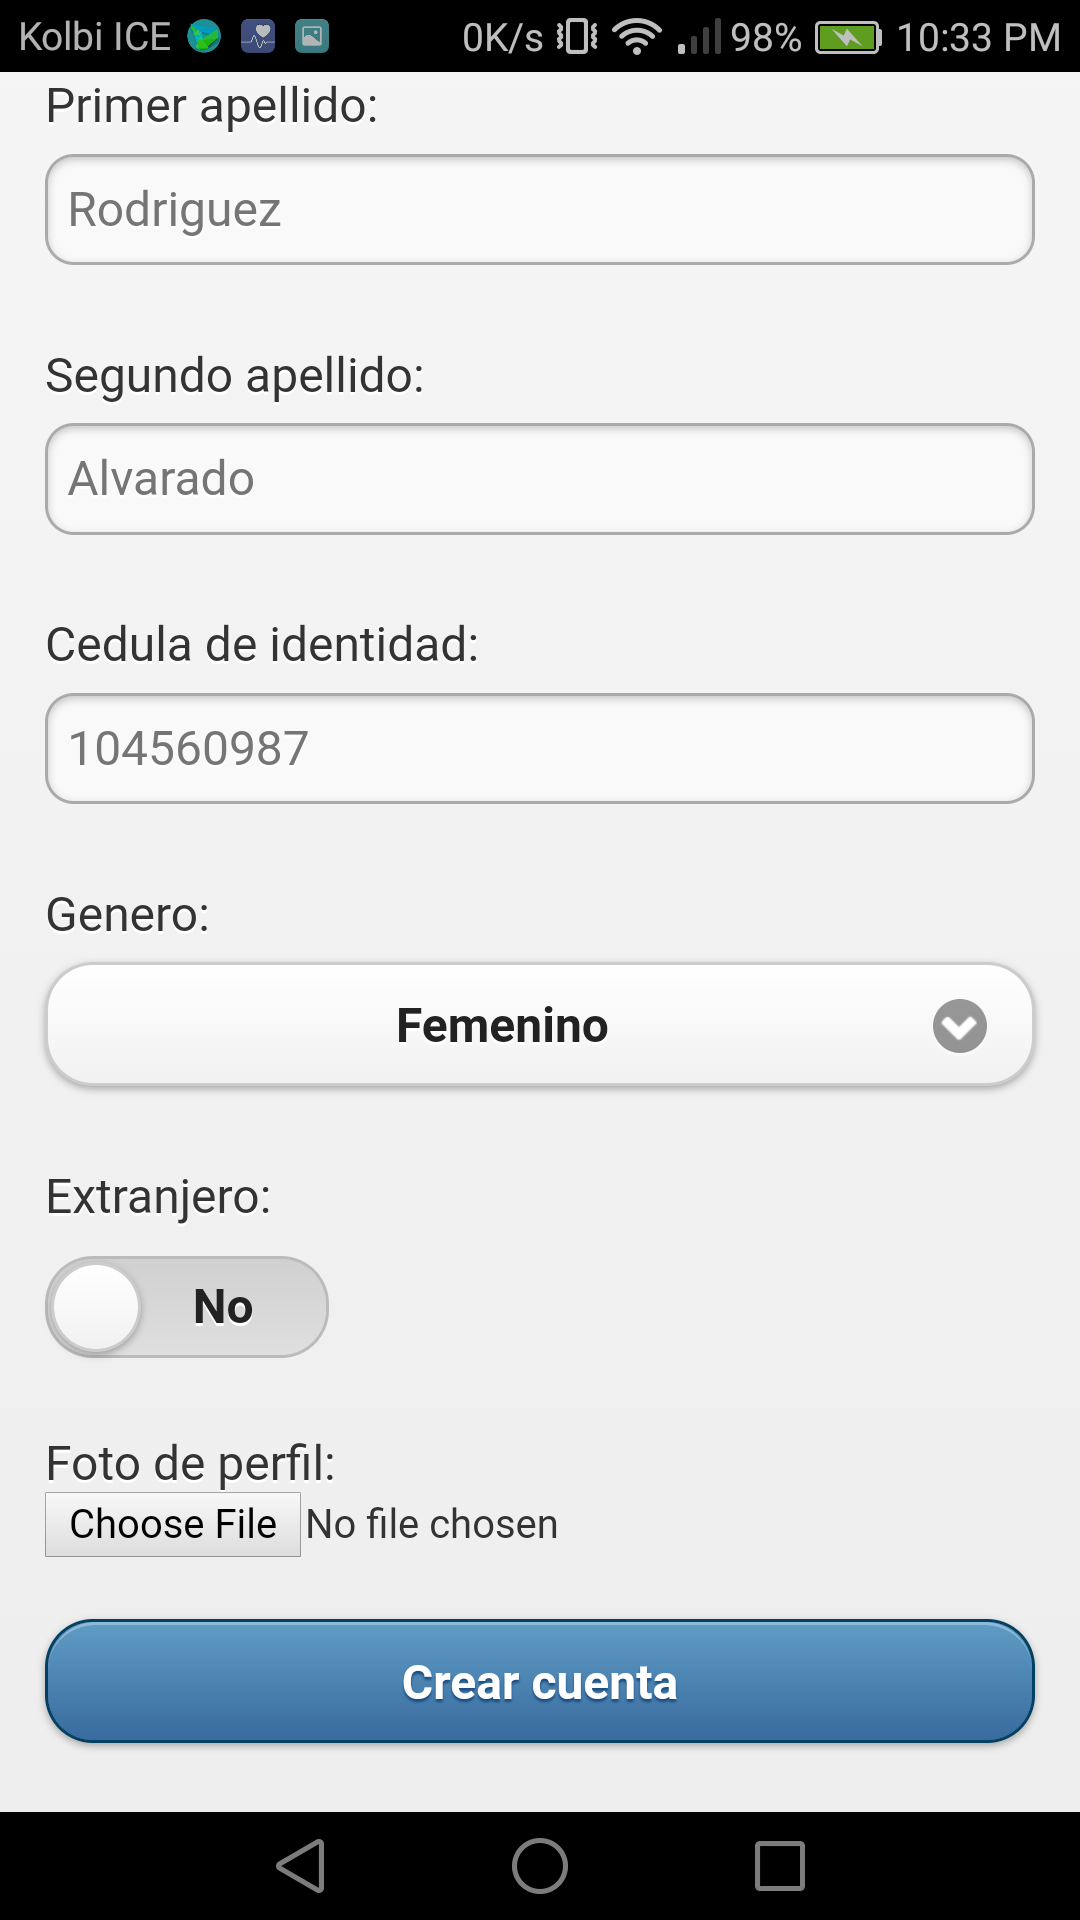 Kolbi ICE 0K/s 98% 10:33 PM
Primer apellido:
Rodriguez
Segundo apellido:
Alvarado
Cedula de identidad:
104560987
Genero:
Femenino
Extranjero:
No
Foto de perfil:
Choose File No file chosen
Crear cuenta